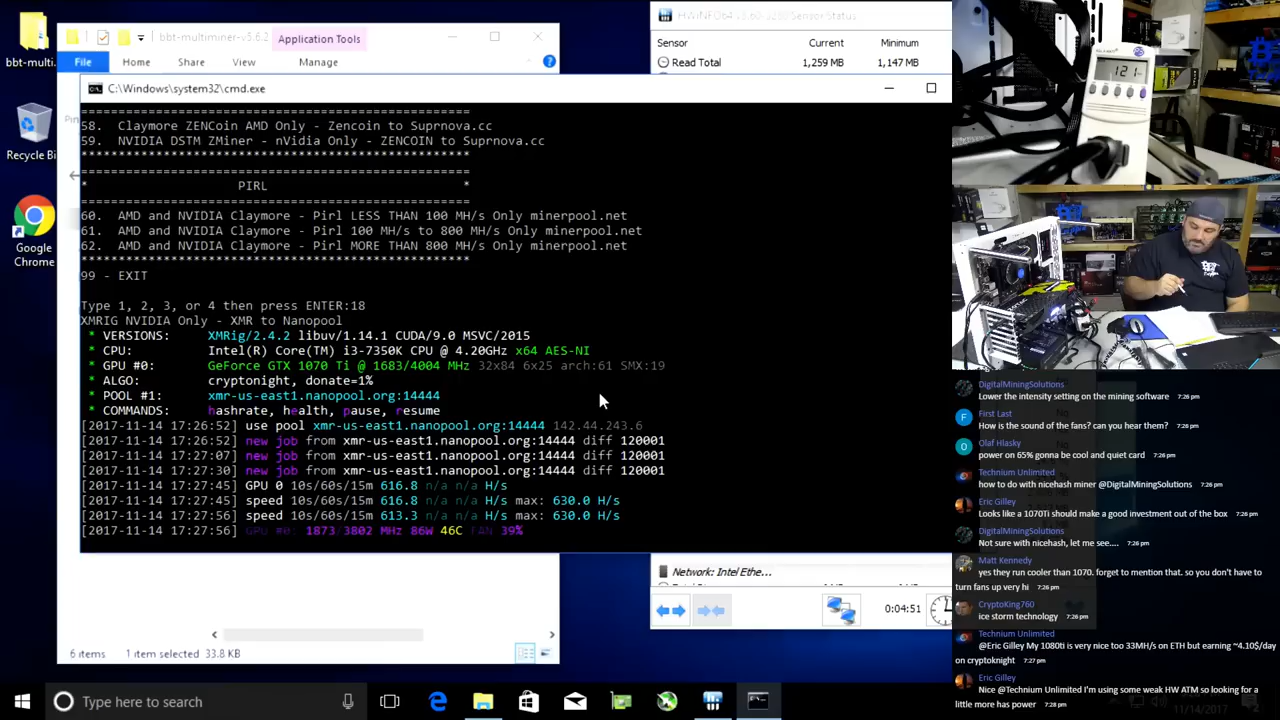 bbt-multiminer-v5.6.2
Application Tools
File
Home
Share
View
Manage
bbt-multi...
Recycle Bi
Google
Chrome
HWiNFO64
Sensor Status
Sensor
Current
Minimum
Read Total
1,259 MB
1,147 MB
C:\Windows\system32\cmd.exe
===================================================
58. Claymore ZENCoin AMD Only - Zencoin to Suprnova.cc
59. NVIDIA DSTM ZMiner - nVidia Only - ZENCOIN to Suprnova.cc
***************************************************
===================================================
* PIRL *
===================================================
60. AMD and NVIDIA Claymore - Pirl LESS THAN 100 MH/s Only minerpool.net
61. AMD and NVIDIA Claymore - Pirl 100 MH/s to 800 MH/s Only minerpool.net
62. AMD and NVIDIA Claymore - Pirl MORE THAN 800 MH/s Only minerpool.net
***************************************************
99 - EXIT
Type 1, 2, 3, or 4 then press ENTER:18
XMRIG NVIDIA Only - XMR to Nanopool
* VERSIONS: XMRig/2.4.2 libuv/1.14.1 CUDA/9.0 MSVC/2015
* CPU: Intel(R) Core(TM) i3-7350K CPU @ 4.20GHz x64 AES-NI
* GPU #0: GeForce GTX 1070 Ti @ 1683/4004 MHz 32x84 6x25 arch:61 SMX:19
* ALGO: cryptonight, donate=1%
* POOL #1: xmr-us-east1.nanopool.org:14444
* COMMANDS: hashrate, health, pause, resume
[2017-11-14 17:26:52] use pool xmr-us-east1.nanopool.org:14444 142.44.243.6
[2017-11-14 17:26:52] new job from xmr-us-east1.nanopool.org:14444 diff 120001
[2017-11-14 17:27:07] new job from xmr-us-east1.nanopool.org:14444 diff 120001
[2017-11-14 17:27:30] new job from xmr-us-east1.nanopool.org:14444 diff 120001
[2017-11-14 17:27:45] GPU 0 10s/60s/15m 616.8 n/a n/a H/s
[2017-11-14 17:27:45] speed 10s/60s/15m 616.8 n/a n/a H/s max: 630.0 H/s
[2017-11-14 17:27:56] speed 10s/60s/15m 613.3 n/a n/a H/s max: 630.0 H/s
[2017-11-14 17:27:56] GPU #0: 1873/3802 MHz 86W 46C FAN 39%
Network: Intel Ethe...
0:04:51
6 items
1 item selected 33.8 KB
Type here to search
11/14/2017
121
DigitalMiningSolutions
Lower the intensity setting on the mining software 7:26 pm
First Last
How is the sound of the fans? can you hear them? 7:26 pm
Olaf Hlasky
power on 65% gonna be cool and quiet card 7:26 pm
Technium Unlimited
how to do with nicehash miner @DigitalMiningSolutions 7:26 pm
Eric Gilley
Looks like a 1070Ti should make a good investment out of the box 7:26 pm
DigitalMiningSolutions
Not sure with nicehash, let me see.... 7:26 pm
Matt Kennedy
yes they run cooler than 1070. forget to mention that. so you don't have to
turn fans up very hi 7:26 pm
CryptoKing760
ice storm technology 7:26 pm
Technium Unlimited
@Eric Gilley My 1080ti is very nice too 33MH/s on ETH but earning ~4.10$/day
on cryptoknight 7:27 pm
Eric Gilley
Nice @Technium Unlimited I'm using some weak HW ATM so looking for a
little more has power 7:28 pm